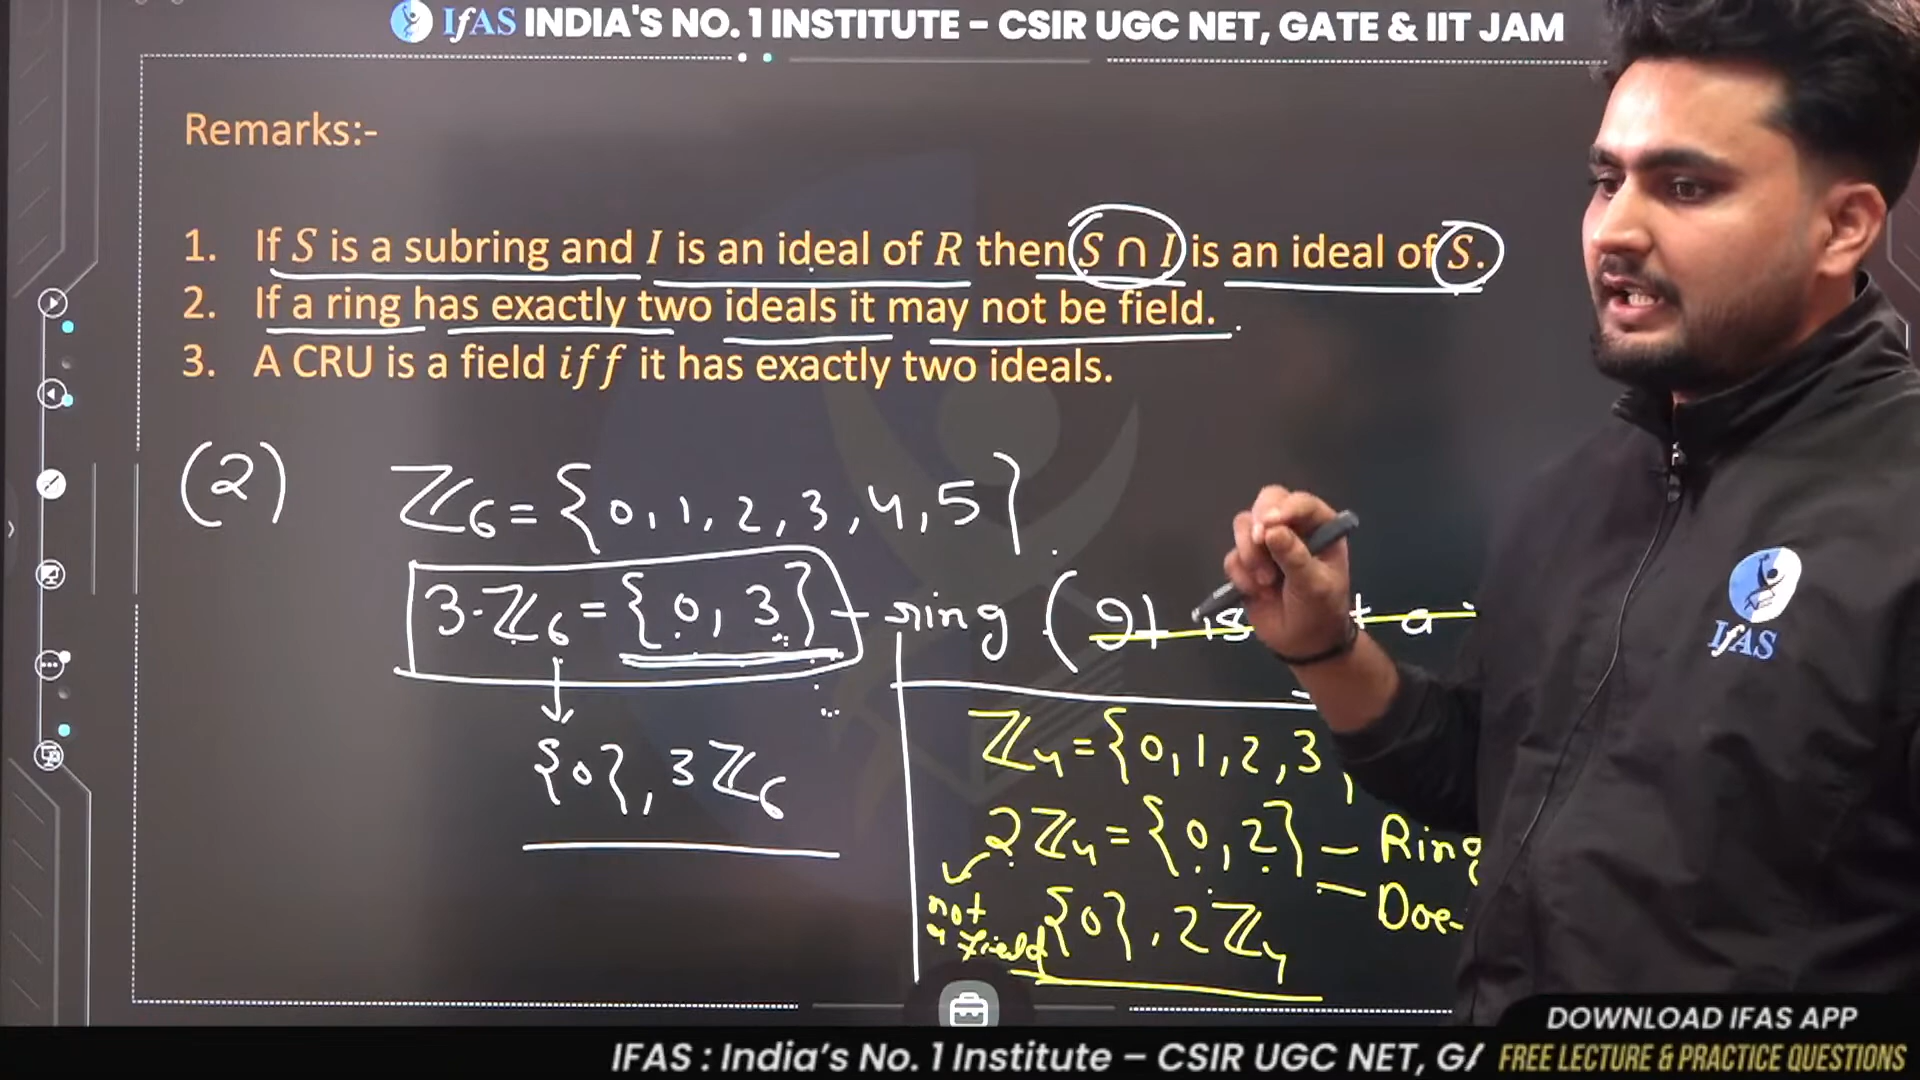 IfAS INDIA'S NO. 1 INSTITUTE – CSIR UGC NET, GATE & IIT JAM
Remarks:-
1. If S is a subring and I is an ideal of R then S ∩ I is an ideal of S.
2. If a ring has exactly two ideals it may not be field.
3. A CRU is a field iff it has exactly two ideals.
(2) ℤ₆ = {0, 1, 2, 3, 4, 5}
3·ℤ₆ = {0, 3} – ring (It is t a
{0}, 3ℤ₆
ℤ₄ = {0, 1, 2, 3,
2ℤ₄ = {0, 2} – Ring
not a field
{0}, 2ℤ₄
– Doe
IfAS
DOWNLOAD IFAS APP
IFAS : India's No. 1 Institute – CSIR UGC NET, GA
FREE LECTURE & PRACTICE QUESTIONS